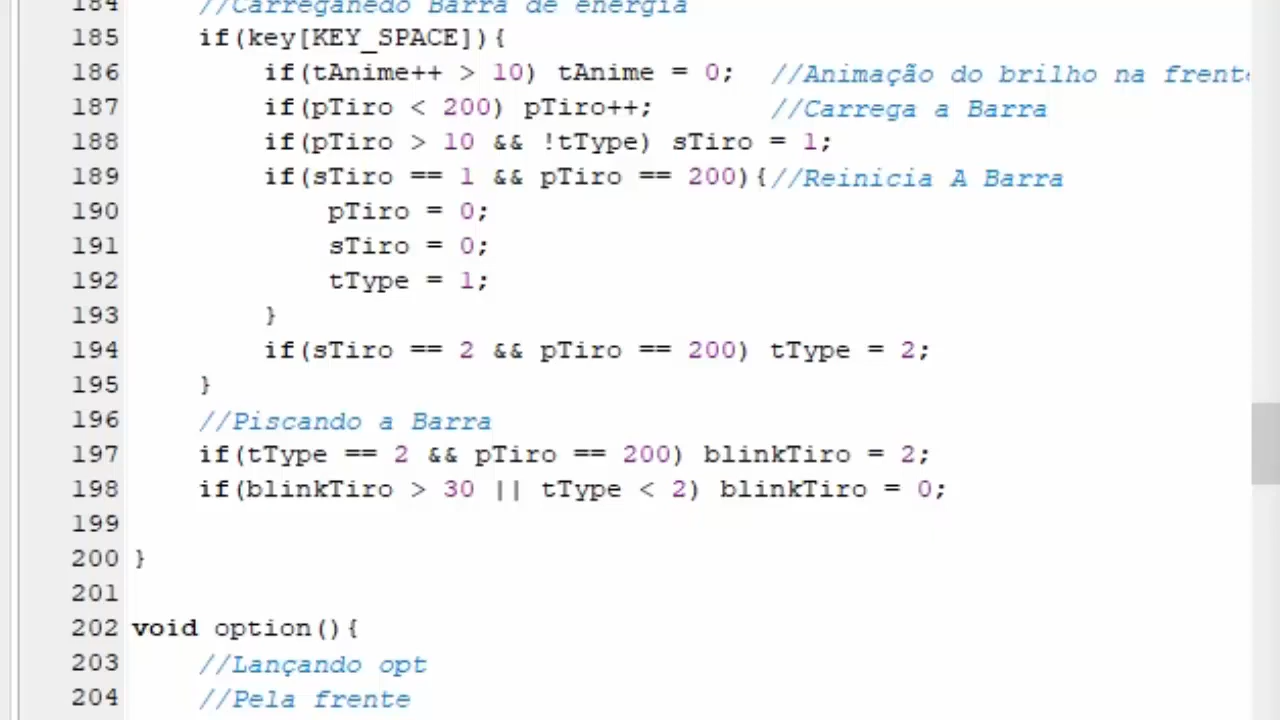 184 //Carreganedo Barra de energia
185 if(key[KEY_SPACE]){
186 if(tAnime++ > 10) tAnime = 0; //Animação do brilho na frente
187 if(pTiro < 200) pTiro++; //Carrega a Barra
188 if(pTiro > 10 && !tType) sTiro = 1;
189 if(sTiro == 1 && pTiro == 200){//Reinicia A Barra
190 pTiro = 0;
191 sTiro = 0;
192 tType = 1;
193 }
194 if(sTiro == 2 && pTiro == 200) tType = 2;
195 }
196 //Piscando a Barra
197 if(tType == 2 && pTiro == 200) blinkTiro = 2;
198 if(blinkTiro > 30 || tType < 2) blinkTiro = 0;
199
200 }
201
202 void option(){
203 //Lançando opt
204 //Pela frente